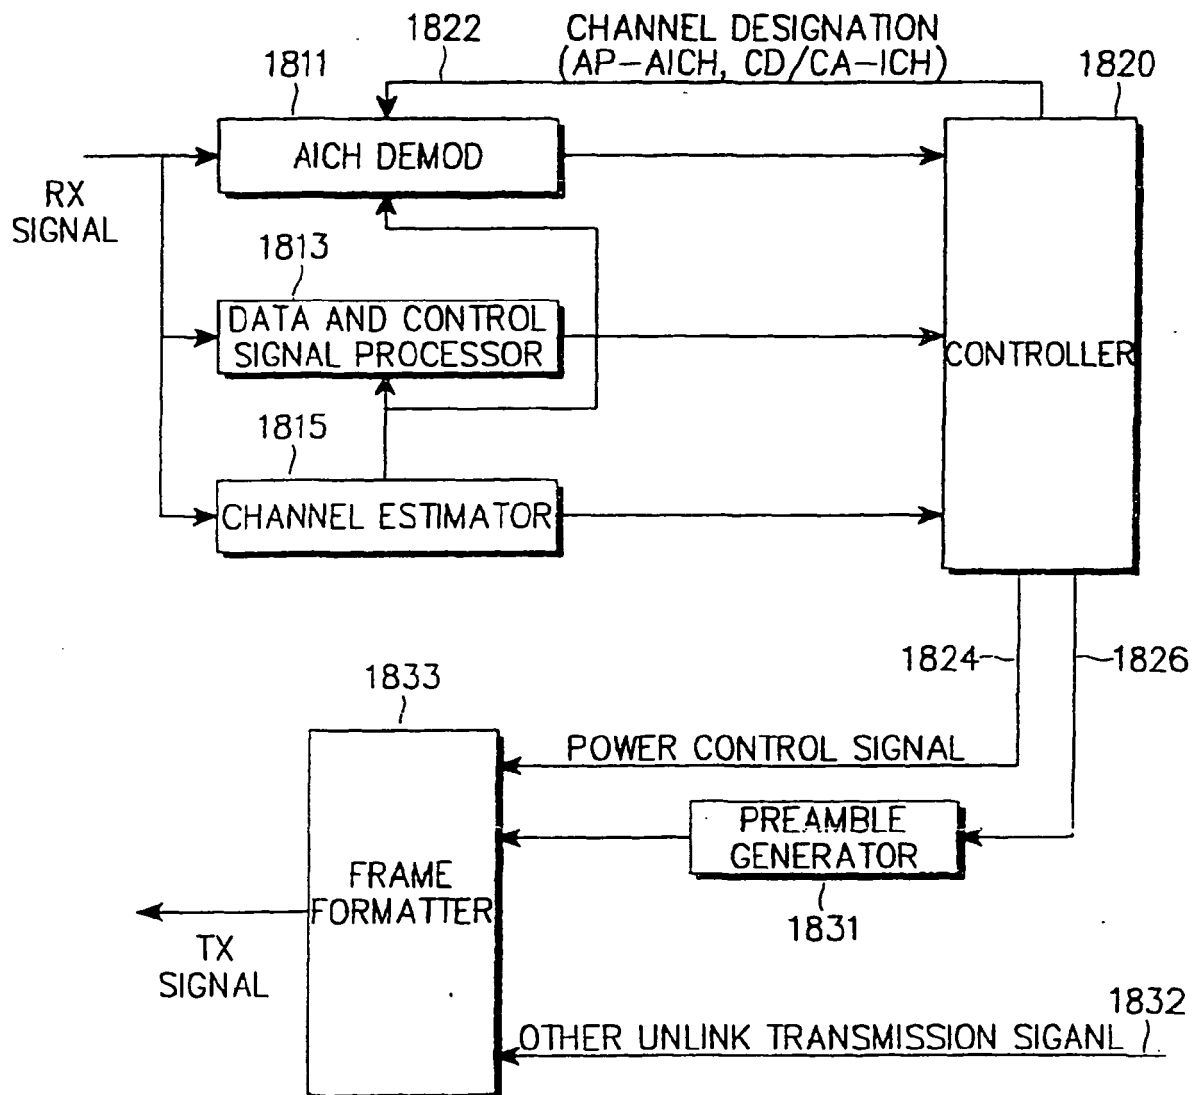 1822
CHANNEL DESIGNATION
(AP-AICH, CD/CA-ICH)
1811
1820
AICH DEMOD
RX
SIGNAL
1813
DATA AND CONTROL
SIGNAL PROCESSOR
CONTROLLER
1815
CHANNEL ESTIMATOR
1824
1826
1833
POWER CONTROL SIGNAL
PREAMBLE
GENERATOR
FRAME
FORMATTER
1831
TX
SIGNAL
1832
OTHER UNLINK TRANSMISSION SIGANL